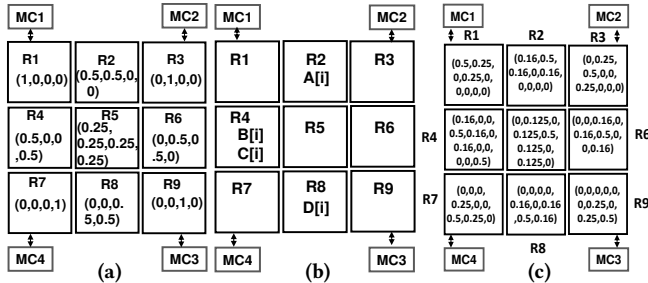 MC1
MC2
R1
(1,0,0,0)
R2
(0.5,0.5,0,
0)
R3
(0,1,0,0)
R4
(0.5,0,0
,0.5)
R5
(0.25,
0.25,0.25,
0.25)
R6
(0,0.5,0
.5,0)
R7
(0,0,0,1)
R8
(0,0,0.
5,0.5)
R9
(0,0,1,0)
MC4
MC3
(a)
MC1
MC2
R1
R2
A[i]
R3
R4
B[i]
C[i]
R5
R6
R7
R8
D[i]
R9
MC4
MC3
(b)
MC1
MC2
R1
R2
R3
(0.5,0.25,
0,0.25,0,
0,0,0,0)
(0.16,0.5,
0.16,0,0.16,
0,0,0,0)
(0,0.25,
0.5,0,0,
0.25,0,0,0)
R4
(0.16,0,0,
0.5,0.16,0,
0.16,0,0,
0,0,0.5)
(0,0.125,0,
0.125,0.5,
0.125,0,
0.125,0)
(0,0,0.16,0,
0.16,0.5,0,
0,0.16)
R6
R7
(0,0,0,
0.25,0,0,
0.5,0.25,0)
(0,0,0,0,
0.16,0,0.16
,0.5,0.16)
(0,0,0,0,0,
0,0.25,0,
0.25,0.5)
R9
MC4
R8
MC3
(c)